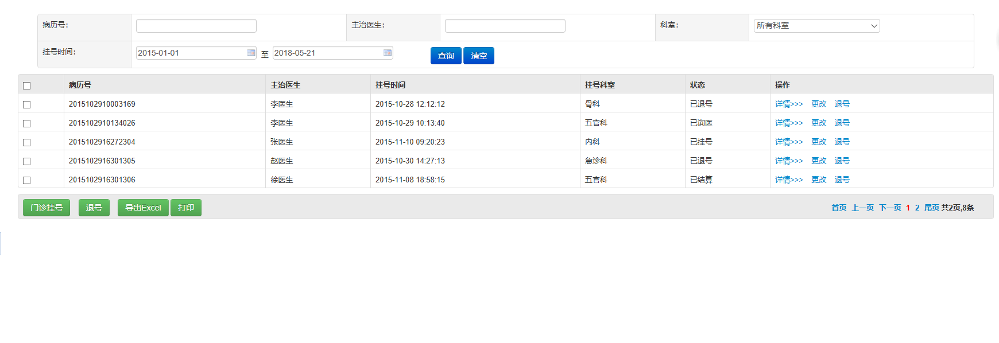 病历号: 主治医生: 科室: 所有科室
挂号时间: 2015-01-01 至 2018-05-21 查询 清空
病历号 主治医生 挂号时间 挂号科室 状态 操作
2015102910003169 李医生 2015-10-28 12:12:12 骨科 已退号 详情>>> 更改 退号
2015102910134026 李医生 2015-10-29 10:13:40 五官科 已询医 详情>>> 更改 退号
2015102916272304 张医生 2015-11-10 09:20:23 内科 已挂号 详情>>> 更改 退号
2015102916301305 赵医生 2015-10-30 14:27:13 急诊科 已退号 详情>>> 更改 退号
2015102916301306 徐医生 2015-11-08 18:58:15 五官科 已结算 详情>>> 更改 退号
门诊挂号 退号 导出Excel 打印 首页 上一页 下一页 1 2 尾页 共2页,8条